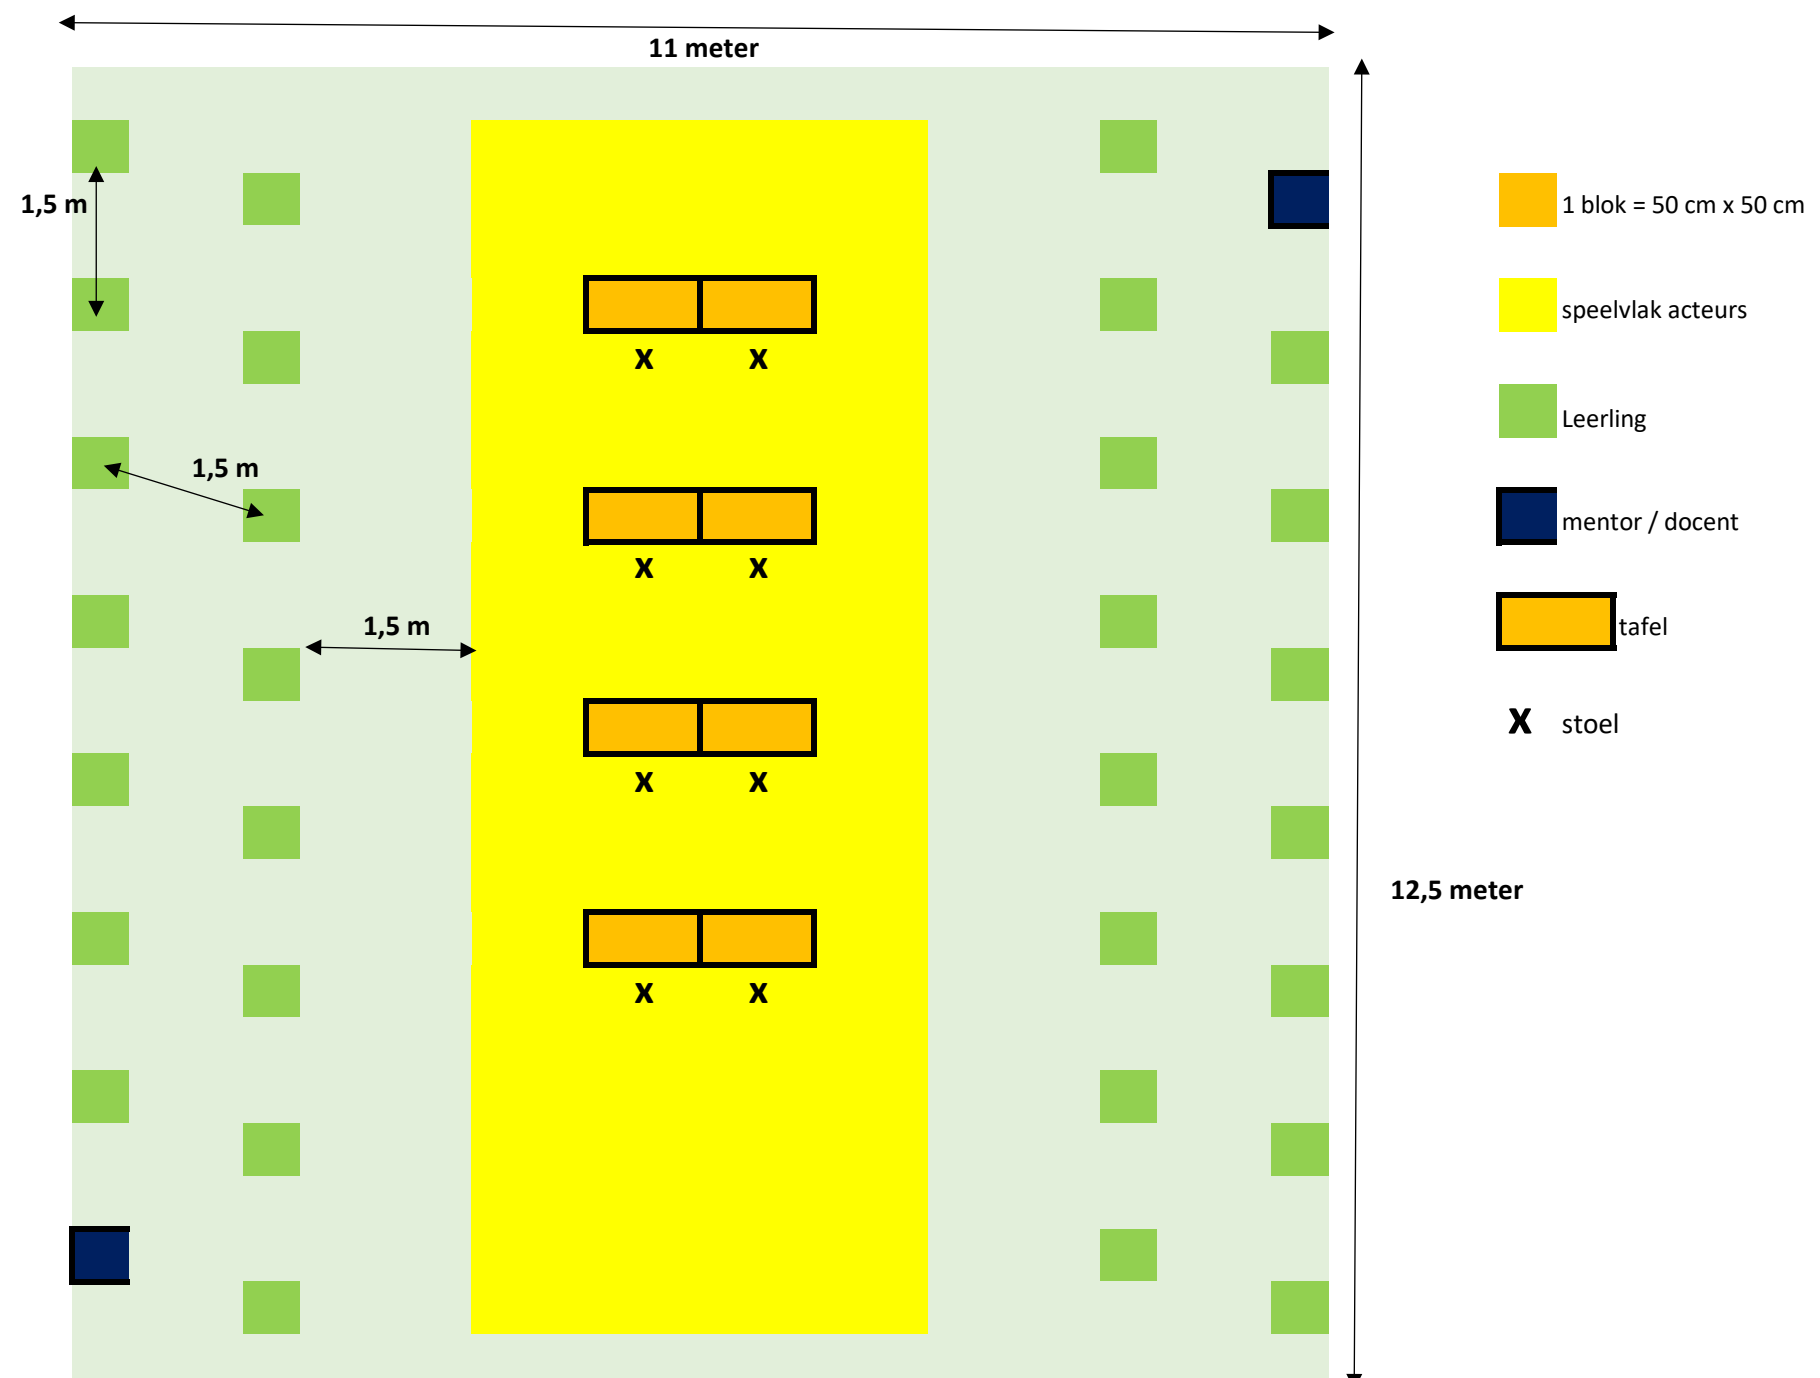 11 meter
1,5 m
1 blok = 50 cm x 50 cm
speelvlak acteurs
x x
Leerling
1,5 m
mentor / docent
x x
1,5 m
tafel
x stoel
x x
12,5 meter
x x